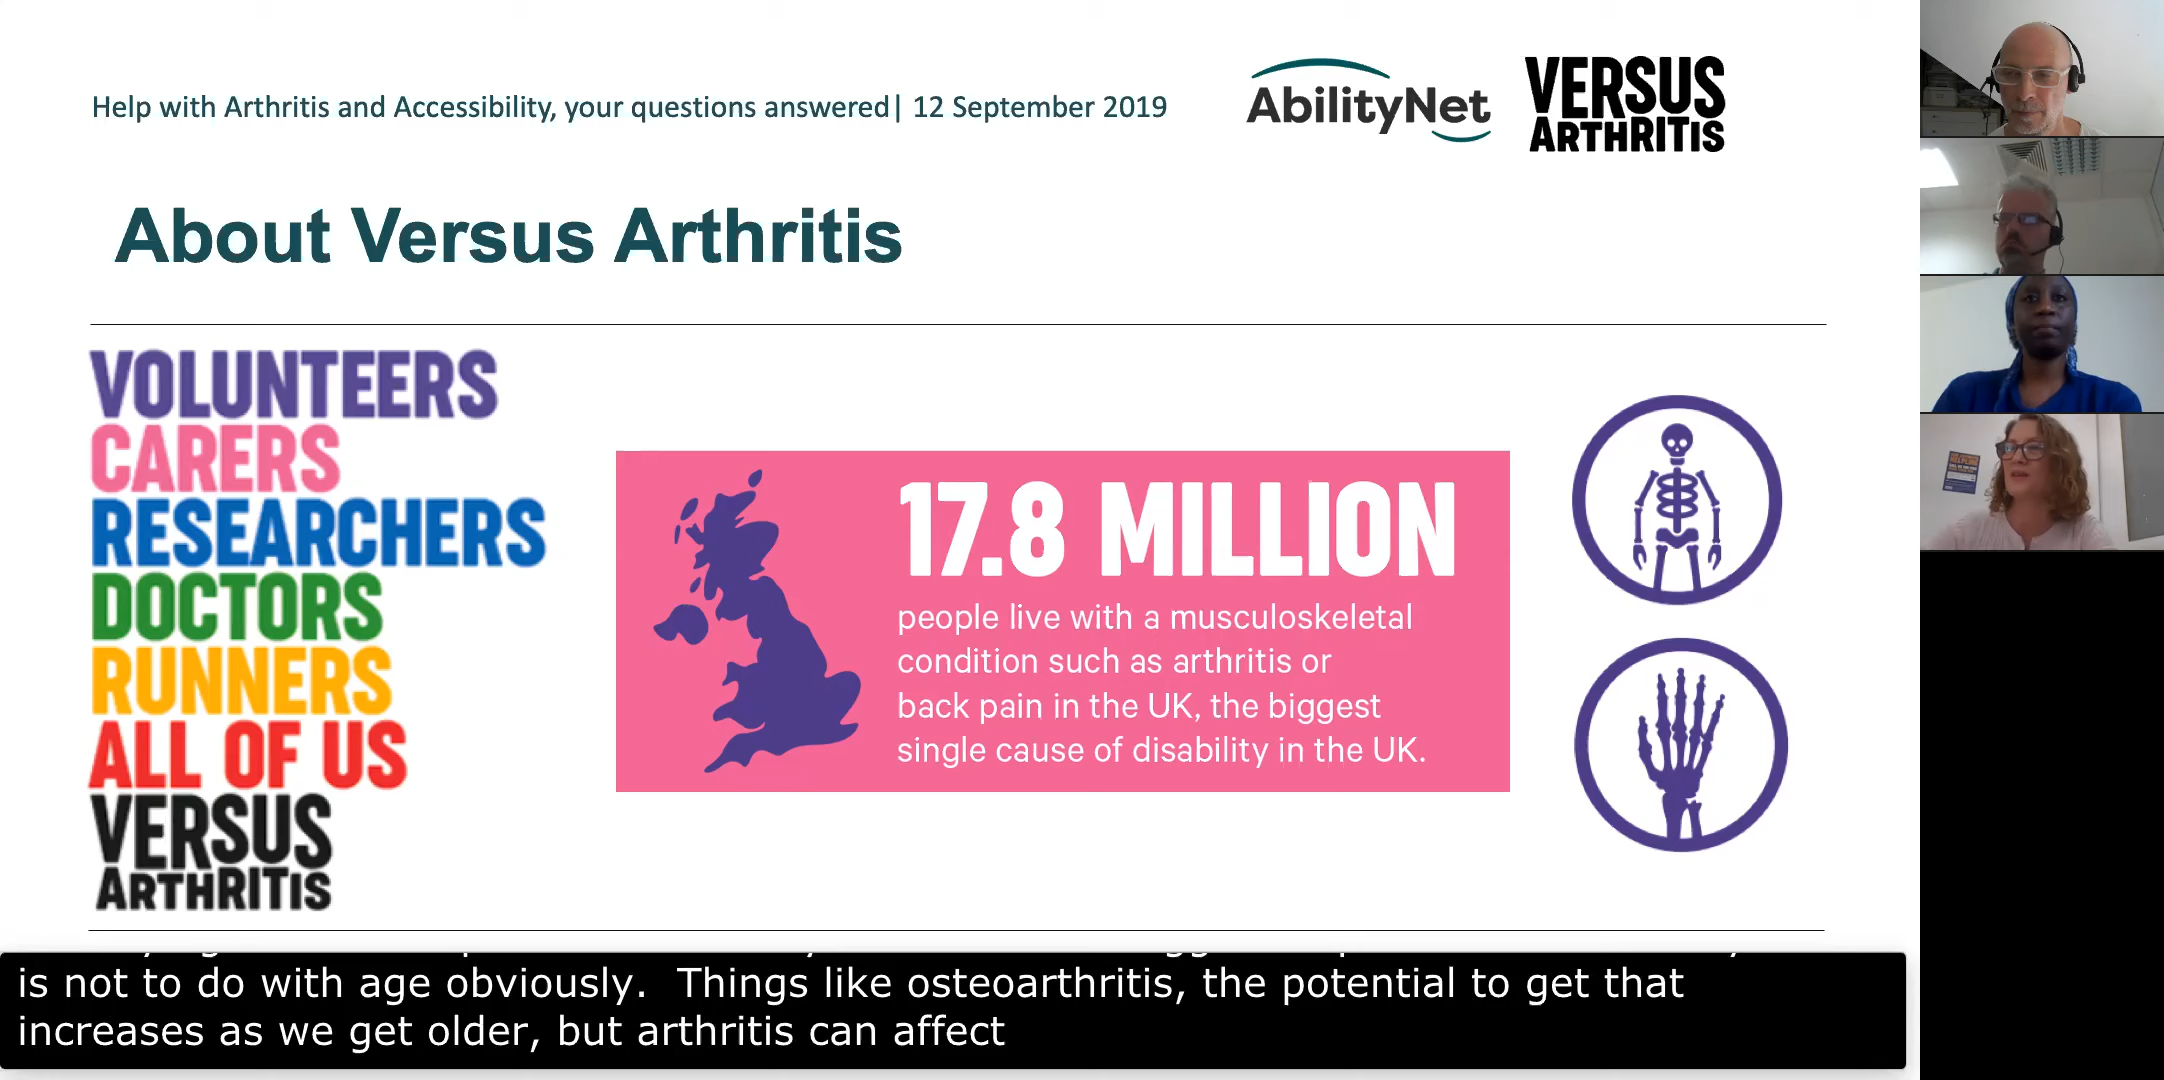 Help with Arthritis and Accessibility, your questions answered| 12 September 2019
AbilityNet
VERSUS
ARTHRITIS
About Versus Arthritis
VOLUNTEERS
CARERS
RESEARCHERS
DOCTORS
RUNNERS
ALL OF US
VERSUS
ARTHRITIS
17.8 MILLION
people live with a musculoskeletal
condition such as arthritis or
back pain in the UK, the biggest
single cause of disability in the UK.
is not to do with age obviously.  Things like osteoarthritis, the potential to get that
increases as we get older, but arthritis can affect